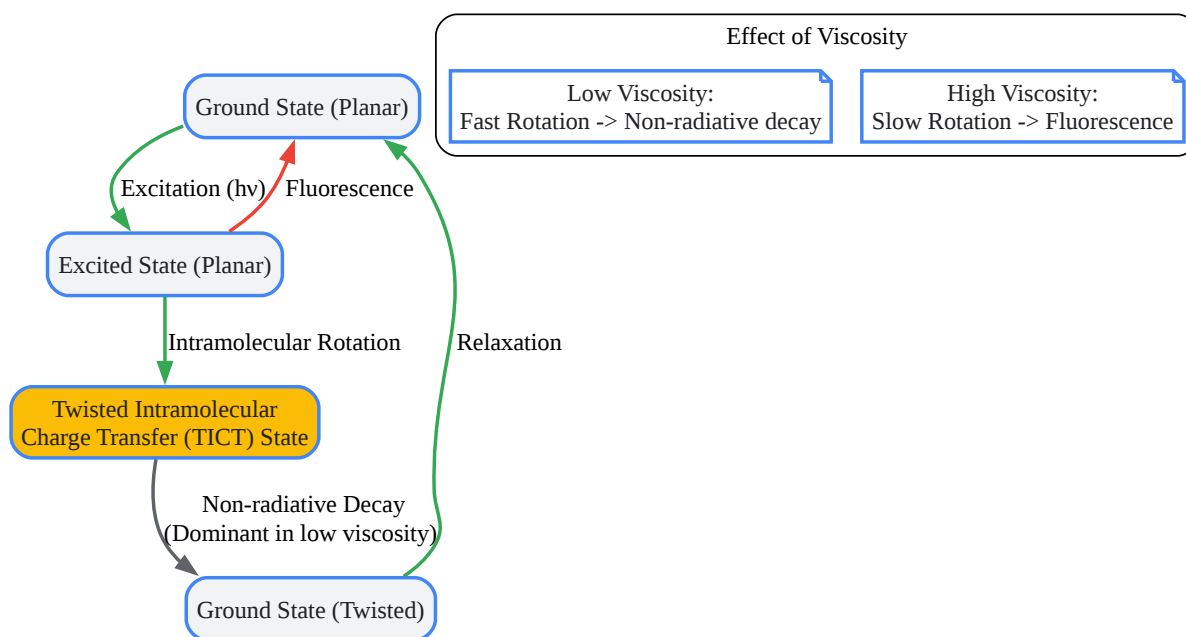 Effect of Viscosity
Low Viscosity:
Fast Rotation -> Non-radiative decay
High Viscosity:
Slow Rotation -> Fluorescence
Ground State (Planar)
Excitation (hν)
Fluorescence
Excited State (Planar)
Intramolecular Rotation
Relaxation
Twisted Intramolecular
Charge Transfer (TICT) State
Non-radiative Decay
(Dominant in low viscosity)
Ground State (Twisted)